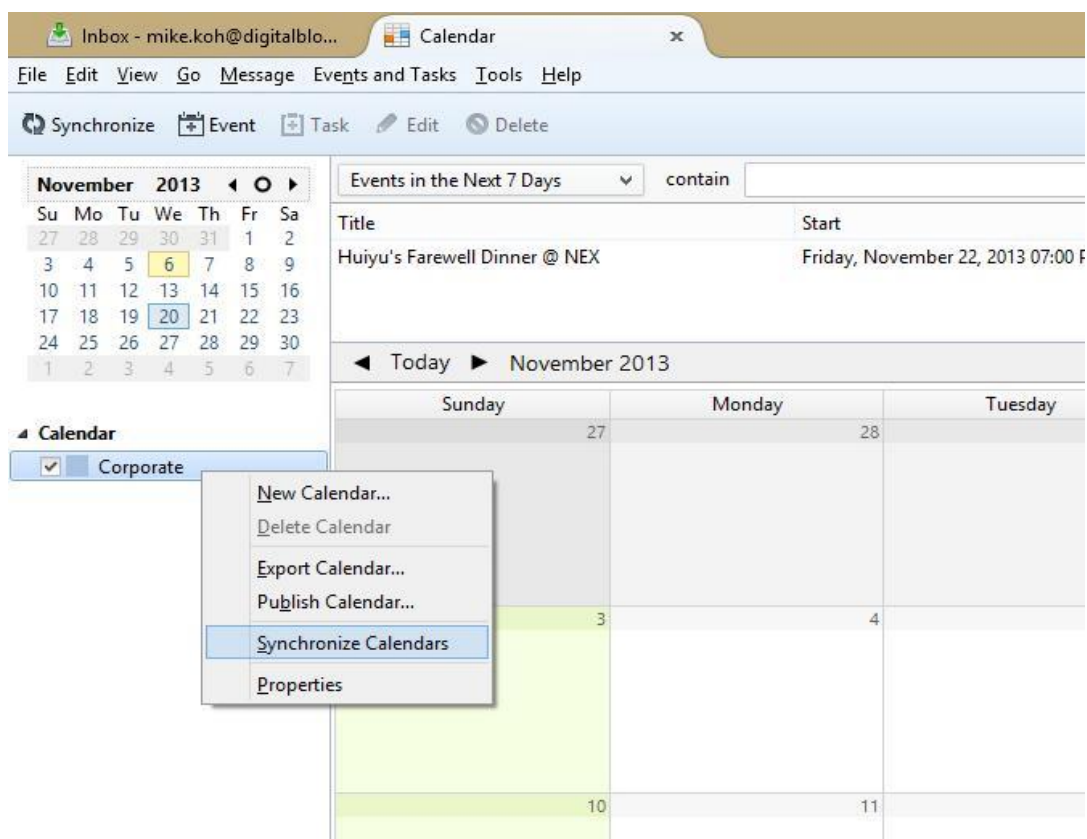 Inbox - mike.koh@digitalblo... Calendar
File Edit View Go Message Events and Tasks Tools Help
Synchronize Event Task Edit Delete
November 2013
Su Mo Tu We Th Fr Sa
27 28 29 30 31 1 2
3 4 5 6 7 8 9
10 11 12 13 14 15 16
17 18 19 20 21 22 23
24 25 26 27 28 29 30
1 2 3 4 5 6 7
Calendar
Corporate
New Calendar...
Delete Calendar
Export Calendar...
Publish Calendar...
Synchronize Calendars
Properties
Events in the Next 7 Days contain
Title Start
Huiyu's Farewell Dinner @ NEX Friday, November 22, 2013 07:00 P
Today November 2013
Sunday Monday Tuesday
27 28
3 4
10 11